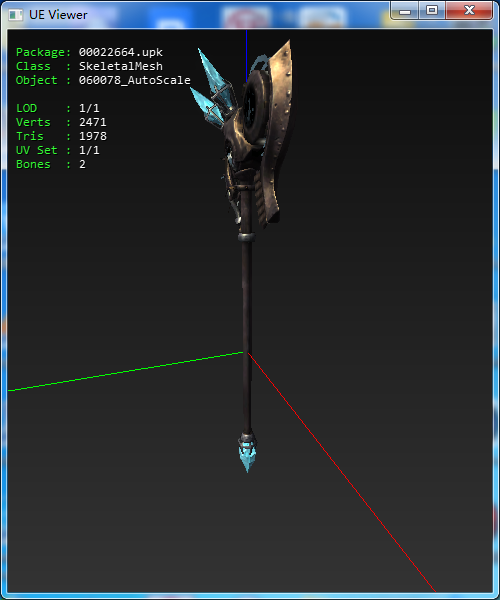 UE Viewer
Package: 00022664.upk
Class : SkeletalMesh
Object : 060078_AutoScale
LOD : 1/1
Verts : 2471
Tris : 1978
UV Set : 1/1
Bones : 2